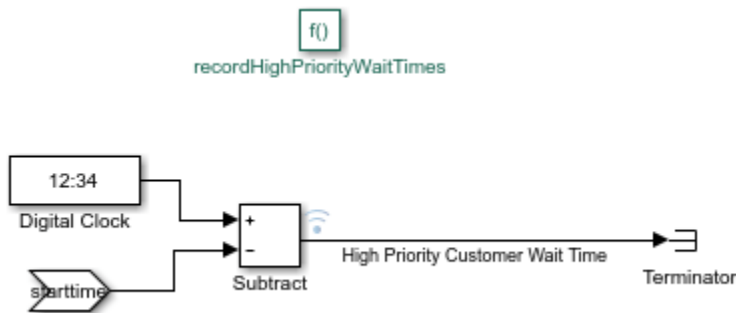 f()
recordHighPriorityWaitTimes
12:34
Digital Clock
+
−
High Priority Customer Wait Time
starttime
Subtract
Terminator